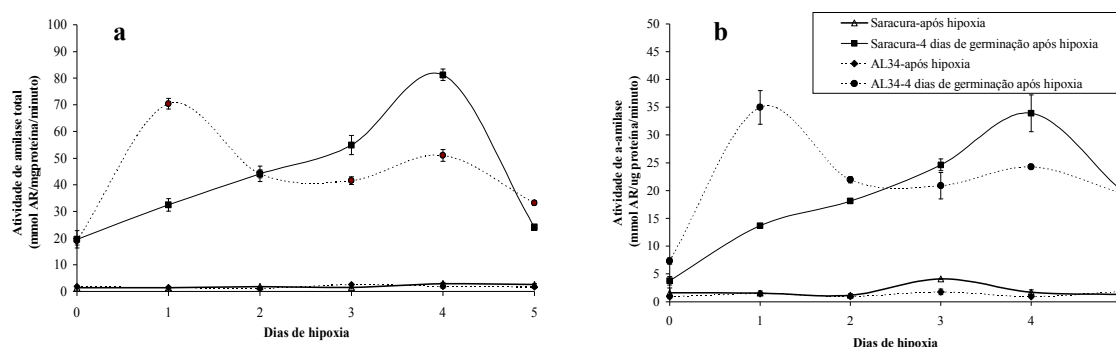 a
Atividade de amilase total
(mmol AR/mgproteína/minuto)
100
90
80
70
60
50
40
30
20
10
0
0 1 2 3 4 5
Dias de hipoxia
b
Saracura-após hipoxia
Saracura-4 dias de germinação após hipoxia
AL34-após hipoxia
AL34-4 dias de germinação após hipoxia
Atividade de a-amilase
(mmol AR/ug proteína/minuto)
50
45
40
35
30
25
20
15
10
5
0
0 1 2 3 4
Dias de hipoxia